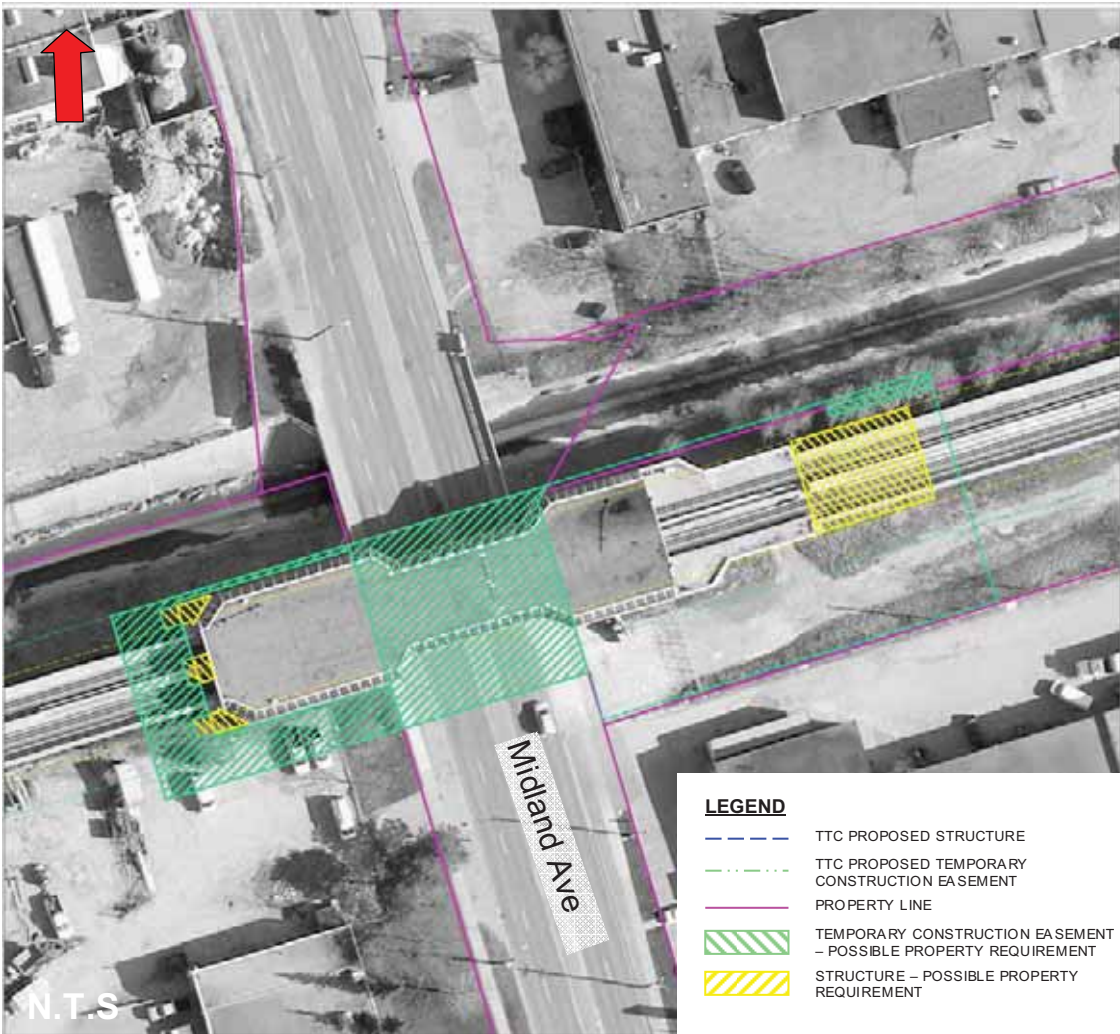 Midland Ave
LEGEND
TTC PROPOSED STRUCTURE
TTC PROPOSED TEMPORARY
CONSTRUCTION EASEMENT
PROPERTY LINE
TEMPORARY CONSTRUCTION EASEMENT
– POSSIBLE PROPERTY REQUIREMENT
STRUCTURE – POSSIBLE PROPERTY
REQUIREMENT
N.T.S